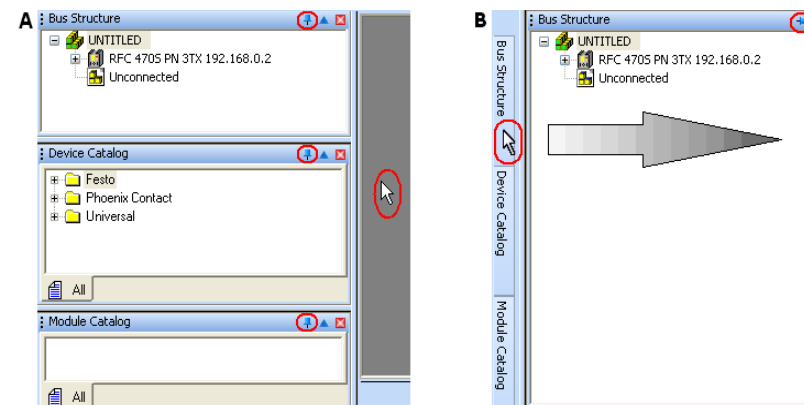 A
Bus Structure
UNTITLED
RFC 470S PN 3TX 192.168.0.2
Unconnected
Device Catalog
Festo
Phoenix Contact
Universal
All
Module Catalog
All
B
Bus Structure
Device Catalog
Module Catalog
Bus Structure
UNTITLED
RFC 470S PN 3TX 192.168.0.2
Unconnected